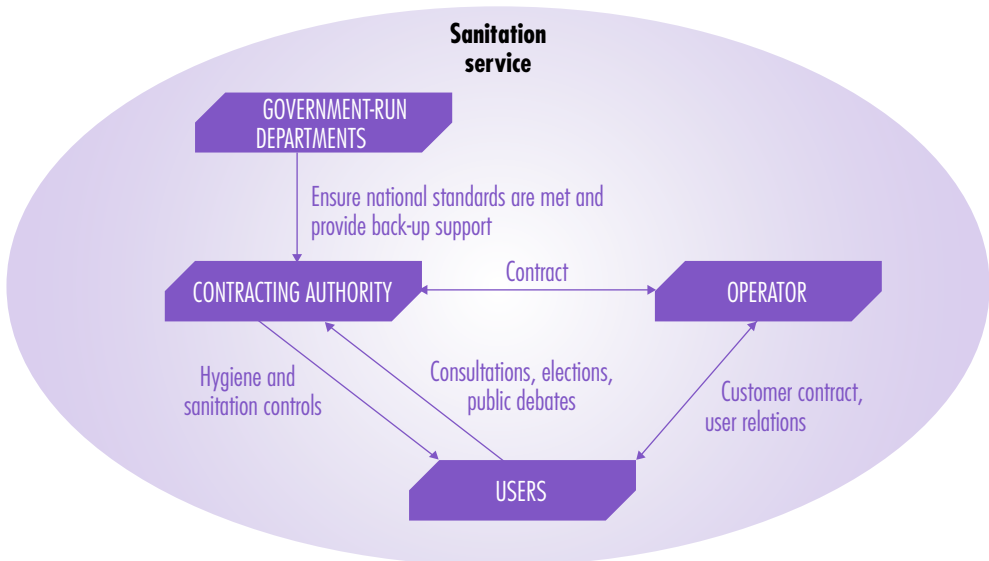 Sanitation
service
GOVERNMENT-RUN
DEPARTMENTS
Ensure national standards are met and
provide back-up support
CONTRACTING AUTHORITY
Contract
OPERATOR
Hygiene and
sanitation controls
Consultations, elections,
public debates
Customer contract,
user relations
USERS